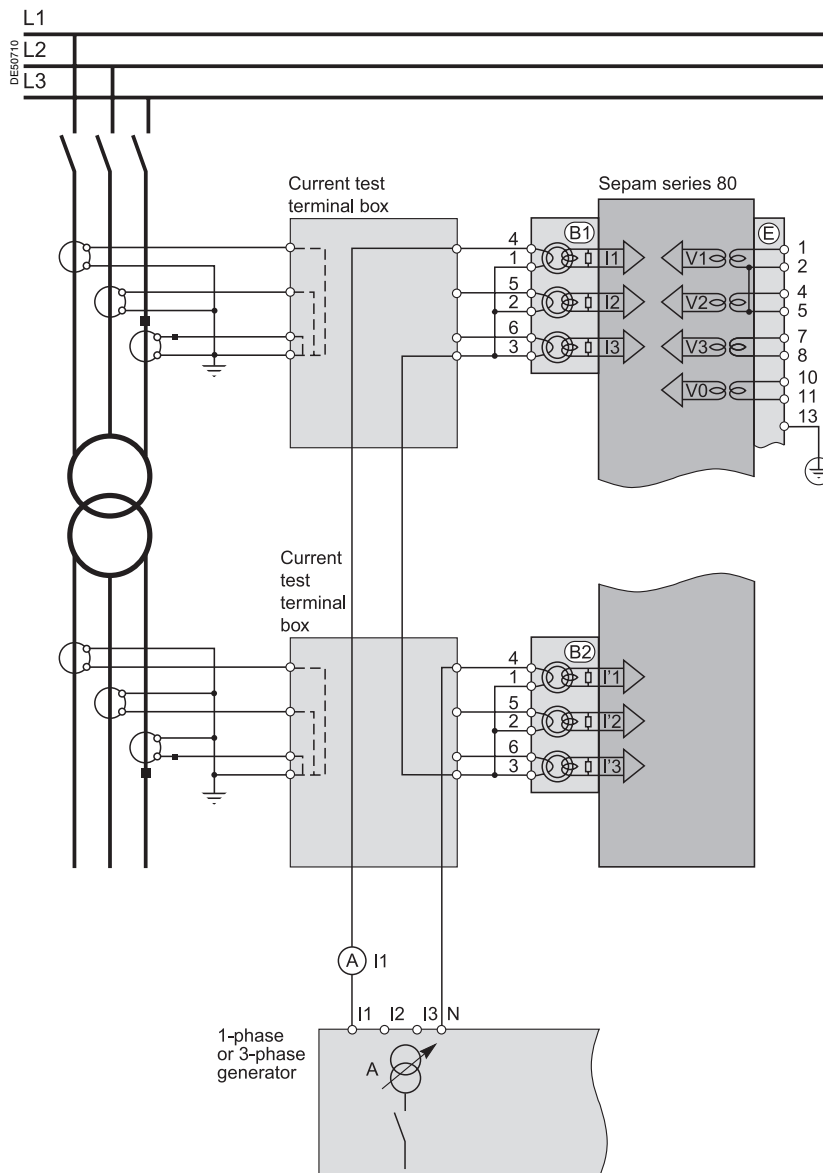 L1
DE50710
L2
L3
Current test
terminal box
Sepam series 80
B1
E
4
1
I1
V1
1
2
5
2
I2
V2
4
5
6
3
I3
V3
7
8
V0
10
11
13
Current
test
terminal
box
B2
4
1
I'1
5
2
I'2
6
3
I'3
A
I1
I1
I2
I3
N
1-phase
or 3-phase
generator
A